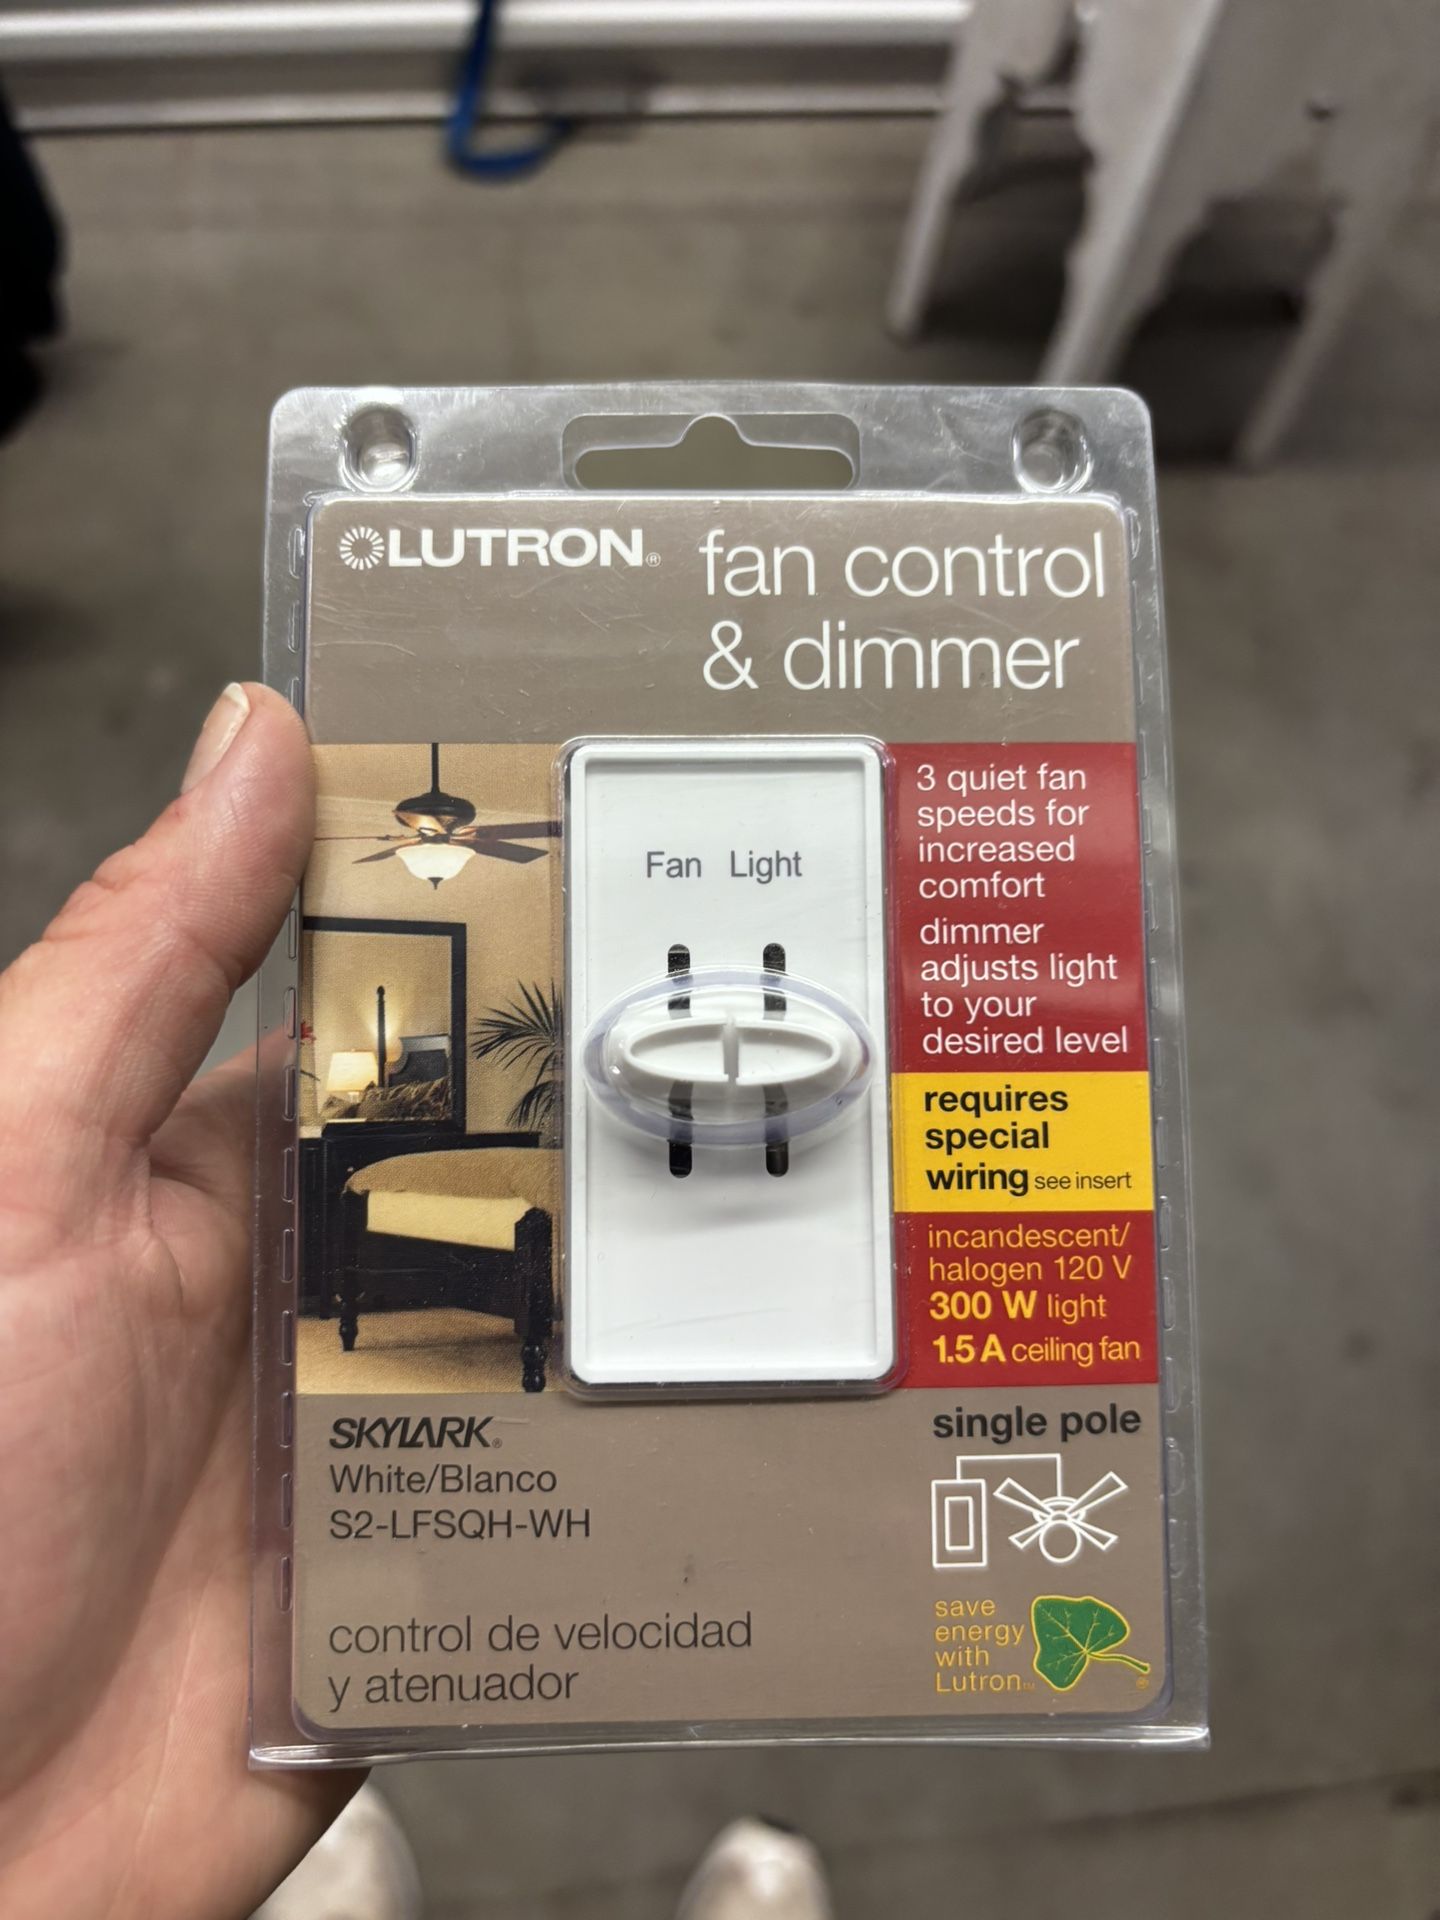 LUTRON®
fan control
& dimmer
Fan Light
3 quiet fan
speeds for
increased
comfort
dimmer
adjusts light
to your
desired level
requires
special
wiring see insert
incandescent/
halogen 120 V
300 W light
1.5 A ceiling fan
SKYLARK®
White/Blanco
S2-LFSQH-WH
single pole
control de velocidad
y atenuador
save
energy
with
Lutron™
®